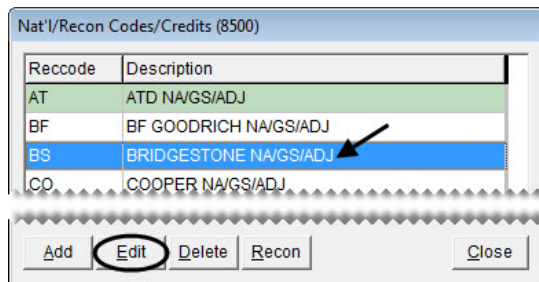 Nat'l/Recon Codes/Credits (8500)
Reccode Description
AT ATD NA/GS/ADJ
BF BF GOODRICH NA/GS/ADJ
BS BRIDGESTONE NA/GS/ADJ
CO COOPER NA/GS/ADJ
Add Edit Delete Recon Close